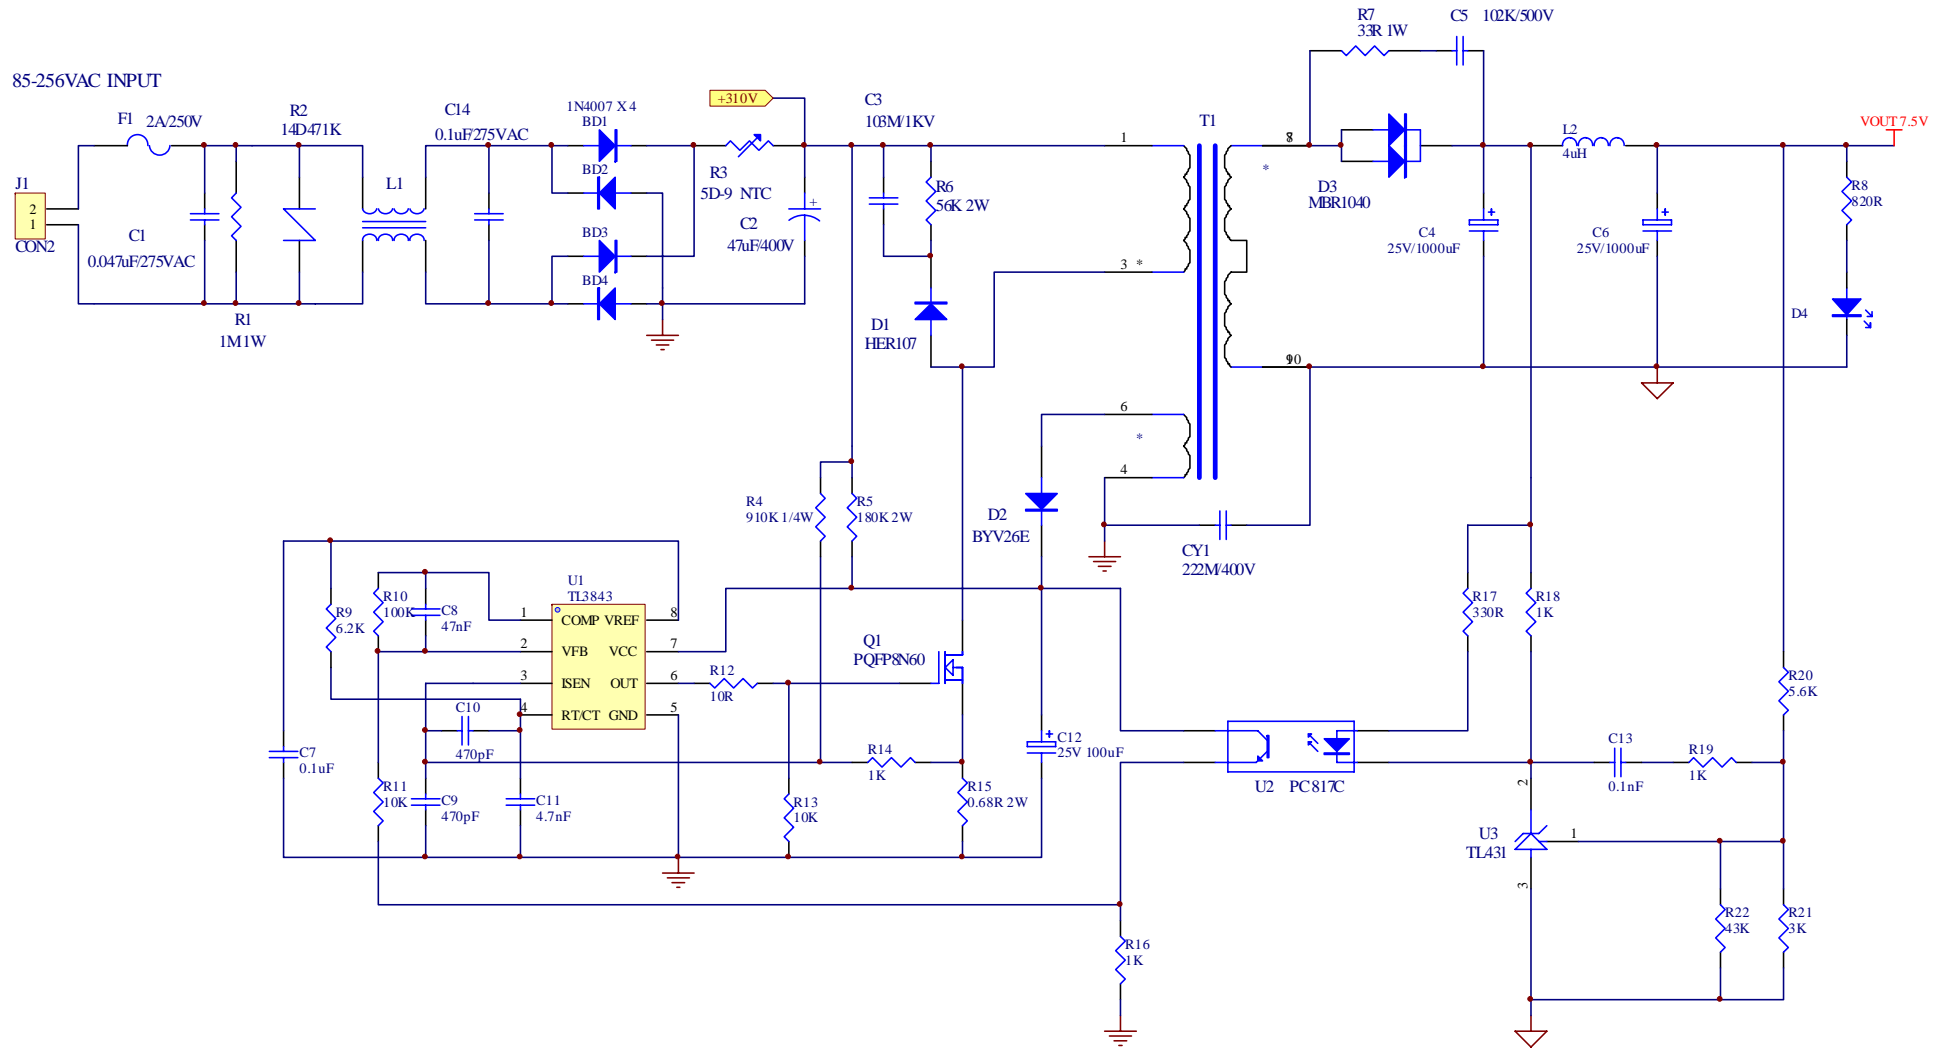 85-256VAC INPUT
F1
2A/250V
R2
14D471K
C14
0.1uF/275VAC
1N4007 X 4
BD1
BD2
BD3
BD4
+310V
R3
5D-9 NTC
C2
47uF/400V
+
C3
103M/1KV
R6
56K 2W
D1
HER107
J1
2
1
CON2
C1
0.047uF/275VAC
R1
1M1W
L1
T1
1
3 *
6
*
4
*
R7
33R 1W
C5 102K/500V
D3
MBR1040
L2
4uH
VOUT 7.5V
C4
25V/1000uF
+
C6
25V/1000uF
+
R8
820R
D4
R4
910K 1/4W
R5
180K 2W
D2
BYV26E
CY1
222M/400V
U1
TL3843
1 COMP VREF 8
2 VFB VCC 7
3 ISEN OUT 6
4 RT/CT GND 5
R9
6.2K
R10
100K
C8
47nF
C7
0.1uF
R11
10K
C10
470pF
C9
470pF
C11
4.7nF
R12
10R
R13
10K
Q1
PQFP8N60
R14
1K
R15
0.68R 2W
+
C12
25V 100uF
U2 PC817C
R17
330R
R18
1K
C13
0.1nF
R19
1K
R20
5.6K
U3
TL431
2
1
3
R22
43K
R21
3K
R16
1K